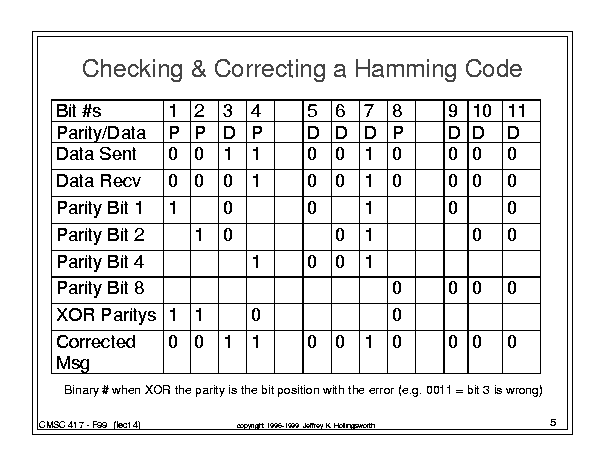 Checking & Correcting a Hamming Code
Bit #s 1 2 3 4 5 6 7 8 9 10 11
Parity/Data P P D P D D D P D D D
Data Sent 0 0 1 1 0 0 1 0 0 0 0
Data Recv 0 0 0 1 0 0 1 0 0 0 0
Parity Bit 1 1 0 0 1 0 0
Parity Bit 2 1 0 0 1 0 0
Parity Bit 4 1 0 0 1
Parity Bit 8 0 0 0 0
XOR Paritys 1 1 0 0
Corrected 0 0 1 1 0 0 1 0 0 0 0
Msg
Binary # when XOR the parity is the bit position with the error (e.g. 0011 = bit 3 is wrong)
CMSC 417 - F99 (lect 4)
copyright 1996-1999 Jeffrey K. Hollingsworth
5